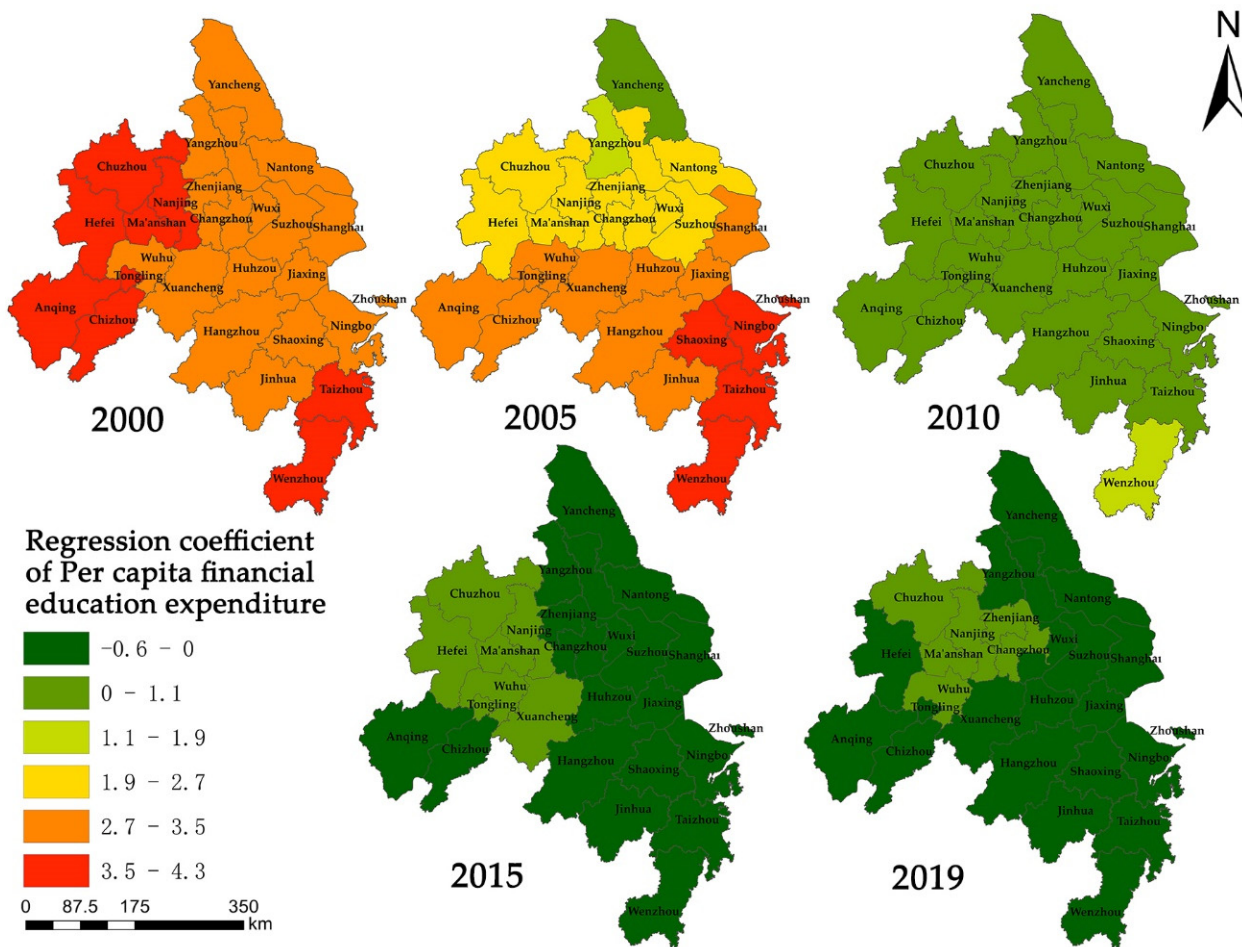 N
Yancheng
Yangzhou
Nantong
Chuzhou
Zhenjiang
Nanjing
Wuxi
Hefei
Ma'anshan
Changzhou
Suzhou
Shanghai
Wuhu
Tongling
Huhzou
Jiaxing
Xuancheng
Anqing
Chizhou
Zhoushan
Hangzhou
Ningbo
Shaoxing
Jinhua
Taizhou
Wenzhou
2000
Yancheng
Yangzhou
Nantong
Chuzhou
Zhenjiang
Nanjing
Wuxi
Hefei
Ma'anshan
Changzhou
Suzhou
Shanghai
Wuhu
Tongling
Huhzou
Jiaxing
Xuancheng
Anqing
Chizhou
Zhoushan
Hangzhou
Ningbo
Shaoxing
Jinhua
Taizhou
Wenzhou
2005
Yancheng
Yangzhou
Nantong
Chuzhou
Zhenjiang
Nanjing
Wuxi
Hefei
Ma'anshan
Changzhou
Suzhou
Shanghai
Wuhu
Tongling
Huhzou
Jiaxing
Xuancheng
Anqing
Chizhou
Zhoushan
Hangzhou
Ningbo
Shaoxing
Jinhua
Taizhou
Wenzhou
2010
Regression coefficient
of Per capita financial
education expenditure
-0.6 - 0
0 - 1.1
1.1 - 1.9
1.9 - 2.7
2.7 - 3.5
3.5 - 4.3
0 87.5 175 350
km
Yancheng
Yangzhou
Nantong
Chuzhou
Zhenjiang
Nanjing
Wuxi
Hefei
Ma'anshan
Changzhou
Suzhou
Shanghai
Wuhu
Tongling
Huhzou
Jiaxing
Xuancheng
Anqing
Chizhou
Zhoushan
Hangzhou
Ningbo
Shaoxing
Jinhua
Taizhou
Wenzhou
2015
Yancheng
Yangzhou
Nantong
Chuzhou
Zhenjiang
Nanjing
Wuxi
Hefei
Ma'anshan
Changzhou
Suzhou
Shanghai
Wuhu
Tongling
Huhzou
Jiaxing
Xuancheng
Anqing
Chizhou
Zhoushan
Hangzhou
Ningbo
Shaoxing
Jinhua
Taizhou
Wenzhou
2019